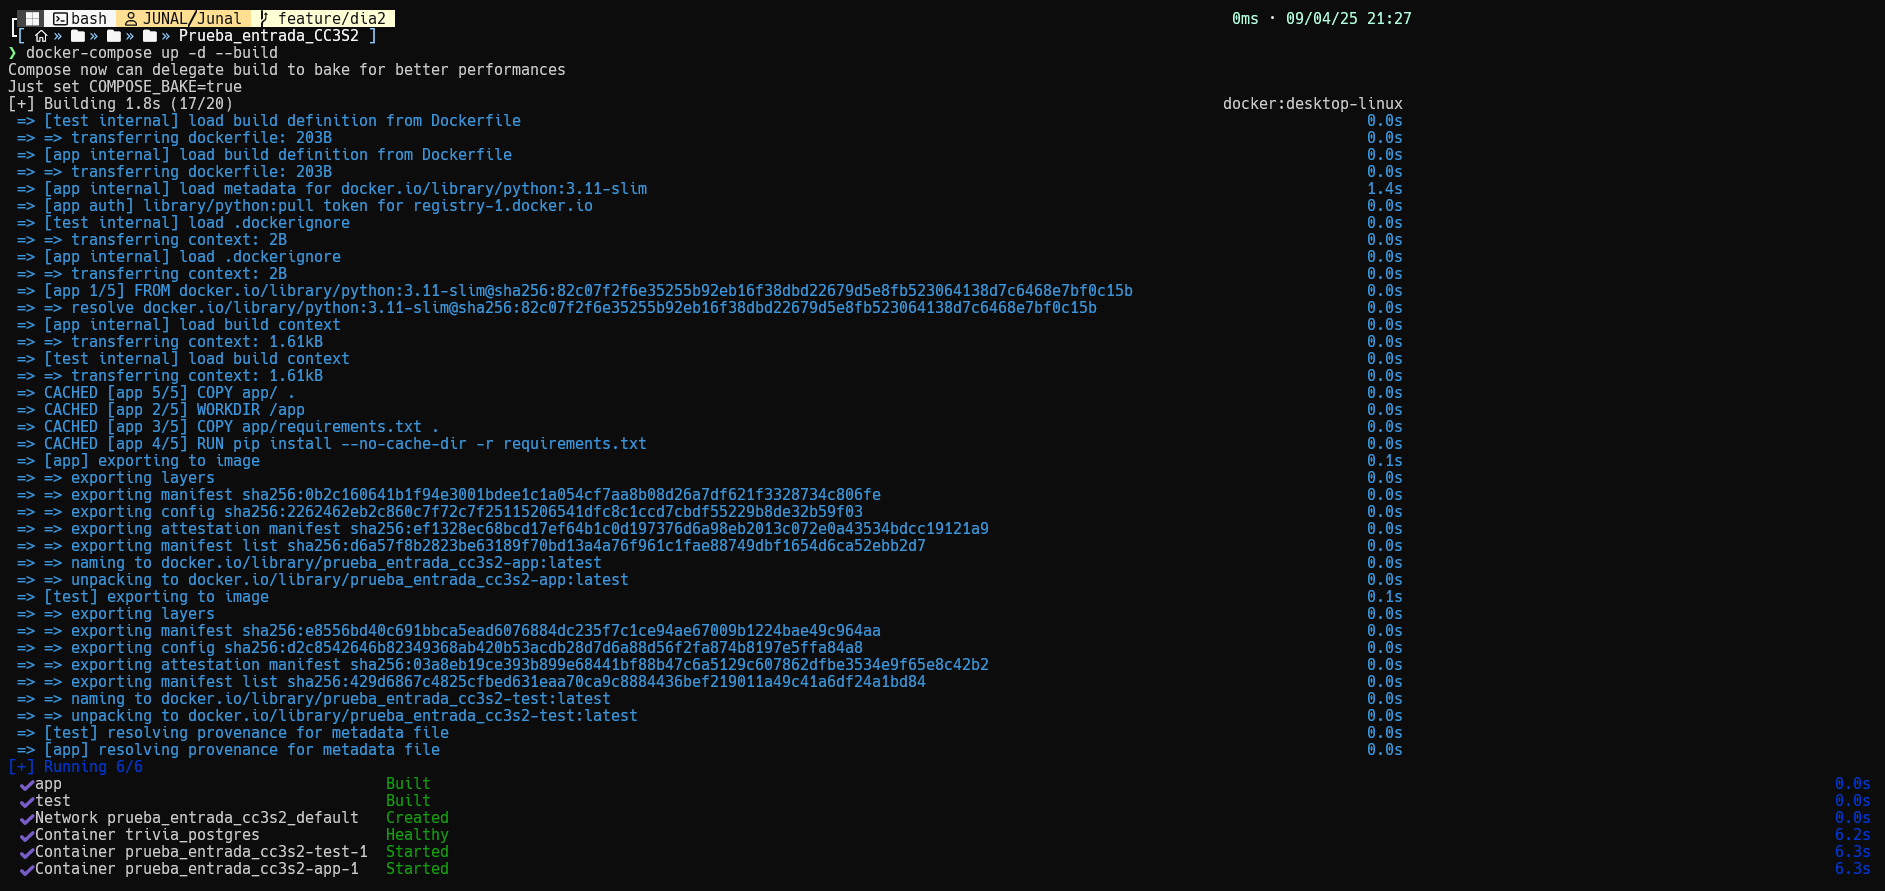 bash JUNAL/Junal feature/dia2 0ms · 09/04/25 21:27
[ » » » » Prueba_entrada_CC3S2 ]
❯ docker-compose up -d --build
Compose now can delegate build to bake for better performances
Just set COMPOSE_BAKE=true
[+] Building 1.8s (17/20) docker:desktop-linux
=> [test internal] load build definition from Dockerfile 0.0s
=> => transferring dockerfile: 203B 0.0s
=> [app internal] load build definition from Dockerfile 0.0s
=> => transferring dockerfile: 203B 0.0s
=> [app internal] load metadata for docker.io/library/python:3.11-slim 1.4s
=> [app auth] library/python:pull token for registry-1.docker.io 0.0s
=> [test internal] load .dockerignore 0.0s
=> => transferring context: 2B 0.0s
=> [app internal] load .dockerignore 0.0s
=> => transferring context: 2B 0.0s
=> [app 1/5] FROM docker.io/library/python:3.11-slim@sha256:82c07f2f6e35255b92eb16f38dbd22679d5e8fb523064138d7c6468e7bf0c15b 0.0s
=> => resolve docker.io/library/python:3.11-slim@sha256:82c07f2f6e35255b92eb16f38dbd22679d5e8fb523064138d7c6468e7bf0c15b 0.0s
=> [app internal] load build context 0.0s
=> => transferring context: 1.61kB 0.0s
=> [test internal] load build context 0.0s
=> => transferring context: 1.61kB 0.0s
=> CACHED [app 5/5] COPY app/ . 0.0s
=> CACHED [app 2/5] WORKDIR /app 0.0s
=> CACHED [app 3/5] COPY app/requirements.txt . 0.0s
=> CACHED [app 4/5] RUN pip install --no-cache-dir -r requirements.txt 0.0s
=> [app] exporting to image 0.1s
=> => exporting layers 0.0s
=> => exporting manifest sha256:0b2c160641b1f94e3001bdee1c1a054cf7aa8b08d26a7df621f3328734c806fe 0.0s
=> => exporting config sha256:2262462eb2c860c7f72c7f25115206541dfc8c1ccd7cbdf55229b8de32b59f03 0.0s
=> => exporting attestation manifest sha256:ef1328ec68bcd17ef64b1c0d197376d6a98eb2013c072e0a43534bdcc19121a9 0.0s
=> => exporting manifest list sha256:d6a57f8b2823be63189f70bd13a4a76f961c1fae88749dbf1654d6ca52ebb2d7 0.0s
=> => naming to docker.io/library/prueba_entrada_cc3s2-app:latest 0.0s
=> => unpacking to docker.io/library/prueba_entrada_cc3s2-app:latest 0.0s
=> [test] exporting to image 0.1s
=> => exporting layers 0.0s
=> => exporting manifest sha256:e8556bd40c691bbca5ead6076884dc235f7c1ce94ae67009b1224bae49c964aa 0.0s
=> => exporting config sha256:d2c8542646b82349368ab420b53acdb28d7d6a88d56f2fa874b8197e5ffa84a8 0.0s
=> => exporting attestation manifest sha256:03a8eb19ce393b899e68441bf88b47c6a5129c607862dfbe3534e9f65e8c42b2 0.0s
=> => exporting manifest list sha256:429d6867c4825cfbed631eaa70ca9c8884436bef219011a49c41a6df24a1bd84 0.0s
=> => naming to docker.io/library/prueba_entrada_cc3s2-test:latest 0.0s
=> => unpacking to docker.io/library/prueba_entrada_cc3s2-test:latest 0.0s
=> [test] resolving provenance for metadata file 0.0s
=> [app] resolving provenance for metadata file 0.0s
[+] Running 6/6
✔app Built 0.0s
✔test Built 0.0s
✔Network prueba_entrada_cc3s2_default Created 0.0s
✔Container trivia_postgres Healthy 6.2s
✔Container prueba_entrada_cc3s2-test-1 Started 6.3s
✔Container prueba_entrada_cc3s2-app-1 Started 6.3s